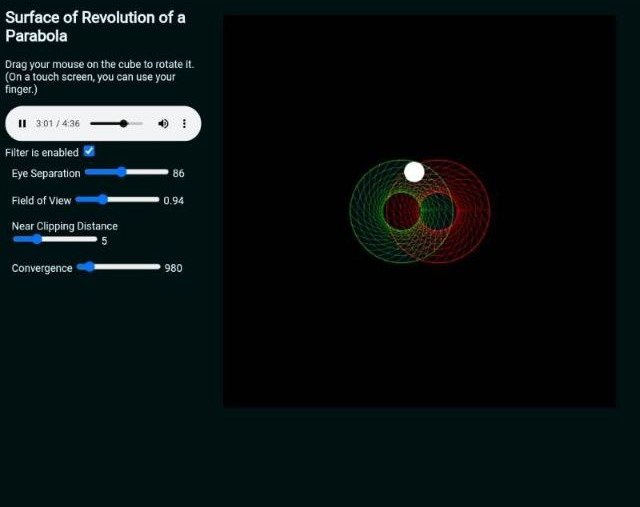 Surface of Revolution of a
Parabola
Drag your mouse on the cube to rotate it.
(On a touch screen, you can use your
finger.)
3:01 / 4:36
Filter is enabled
Eye Separation 86
Field of View 0.94
Near Clipping Distance
5
Convergence 980